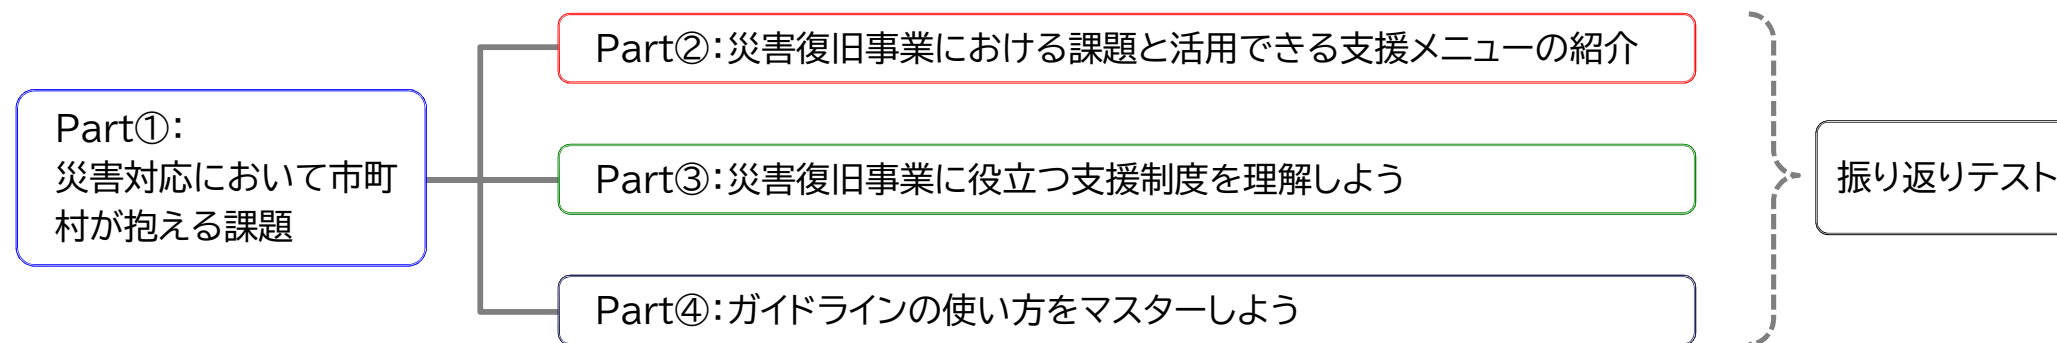 Part①：
災害対応において市町
村が抱える課題
Part②：災害復旧事業における課題と活用できる支援メニューの紹介
Part③：災害復旧事業に役立つ支援制度を理解しよう
Part④：ガイドラインの使い方をマスターしよう
振り返りテスト